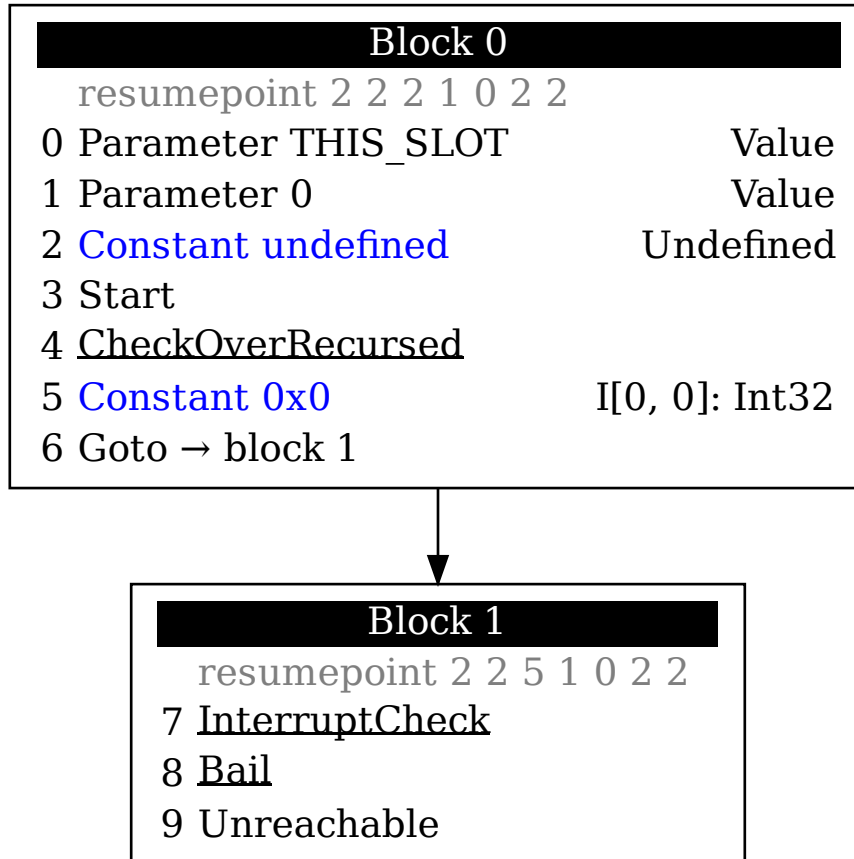 Block 0
resumepoint 2 2 2 1 0 2 2
0 Parameter THIS_SLOT Value
1 Parameter 0 Value
2 Constant undefined Undefined
3 Start
4 CheckOverRecursed
5 Constant 0x0 I[0, 0]: Int32
6 Goto → block 1
Block 1
resumepoint 2 2 5 1 0 2 2
7 InterruptCheck
8 Bail
9 Unreachable